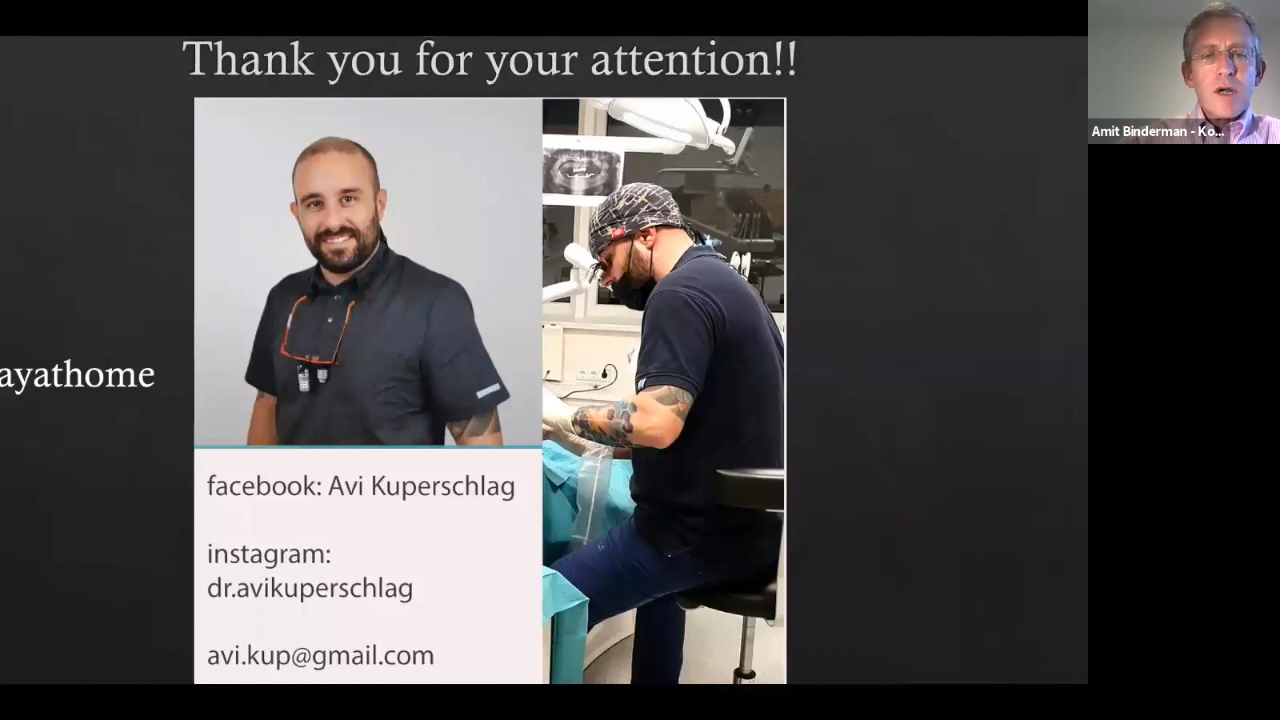 Thank you for your attention!!
Amit Binderman - Ko...
ayathome
facebook: Avi Kuperschlag
instagram:
dr.avikuperschlag
avi.kup@gmail.com